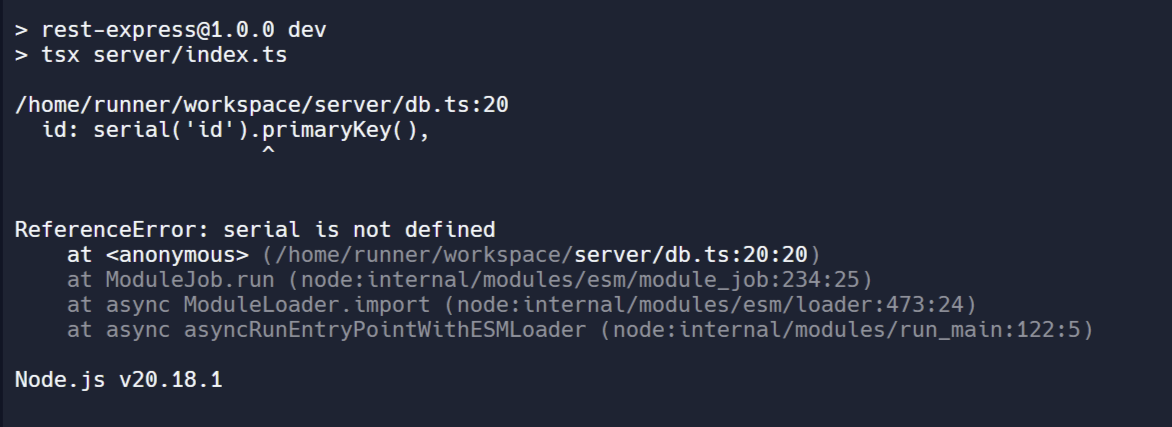 > rest-express@1.0.0 dev
> tsx server/index.ts
/home/runner/workspace/server/db.ts:20
  id: serial('id').primaryKey(),
                   ^
ReferenceError: serial is not defined
    at <anonymous> (/home/runner/workspace/server/db.ts:20:20)
    at ModuleJob.run (node:internal/modules/esm/module_job:234:25)
    at async ModuleLoader.import (node:internal/modules/esm/loader:473:24)
    at async asyncRunEntryPointWithESMLoader (node:internal/modules/run_main:122:5)
Node.js v20.18.1